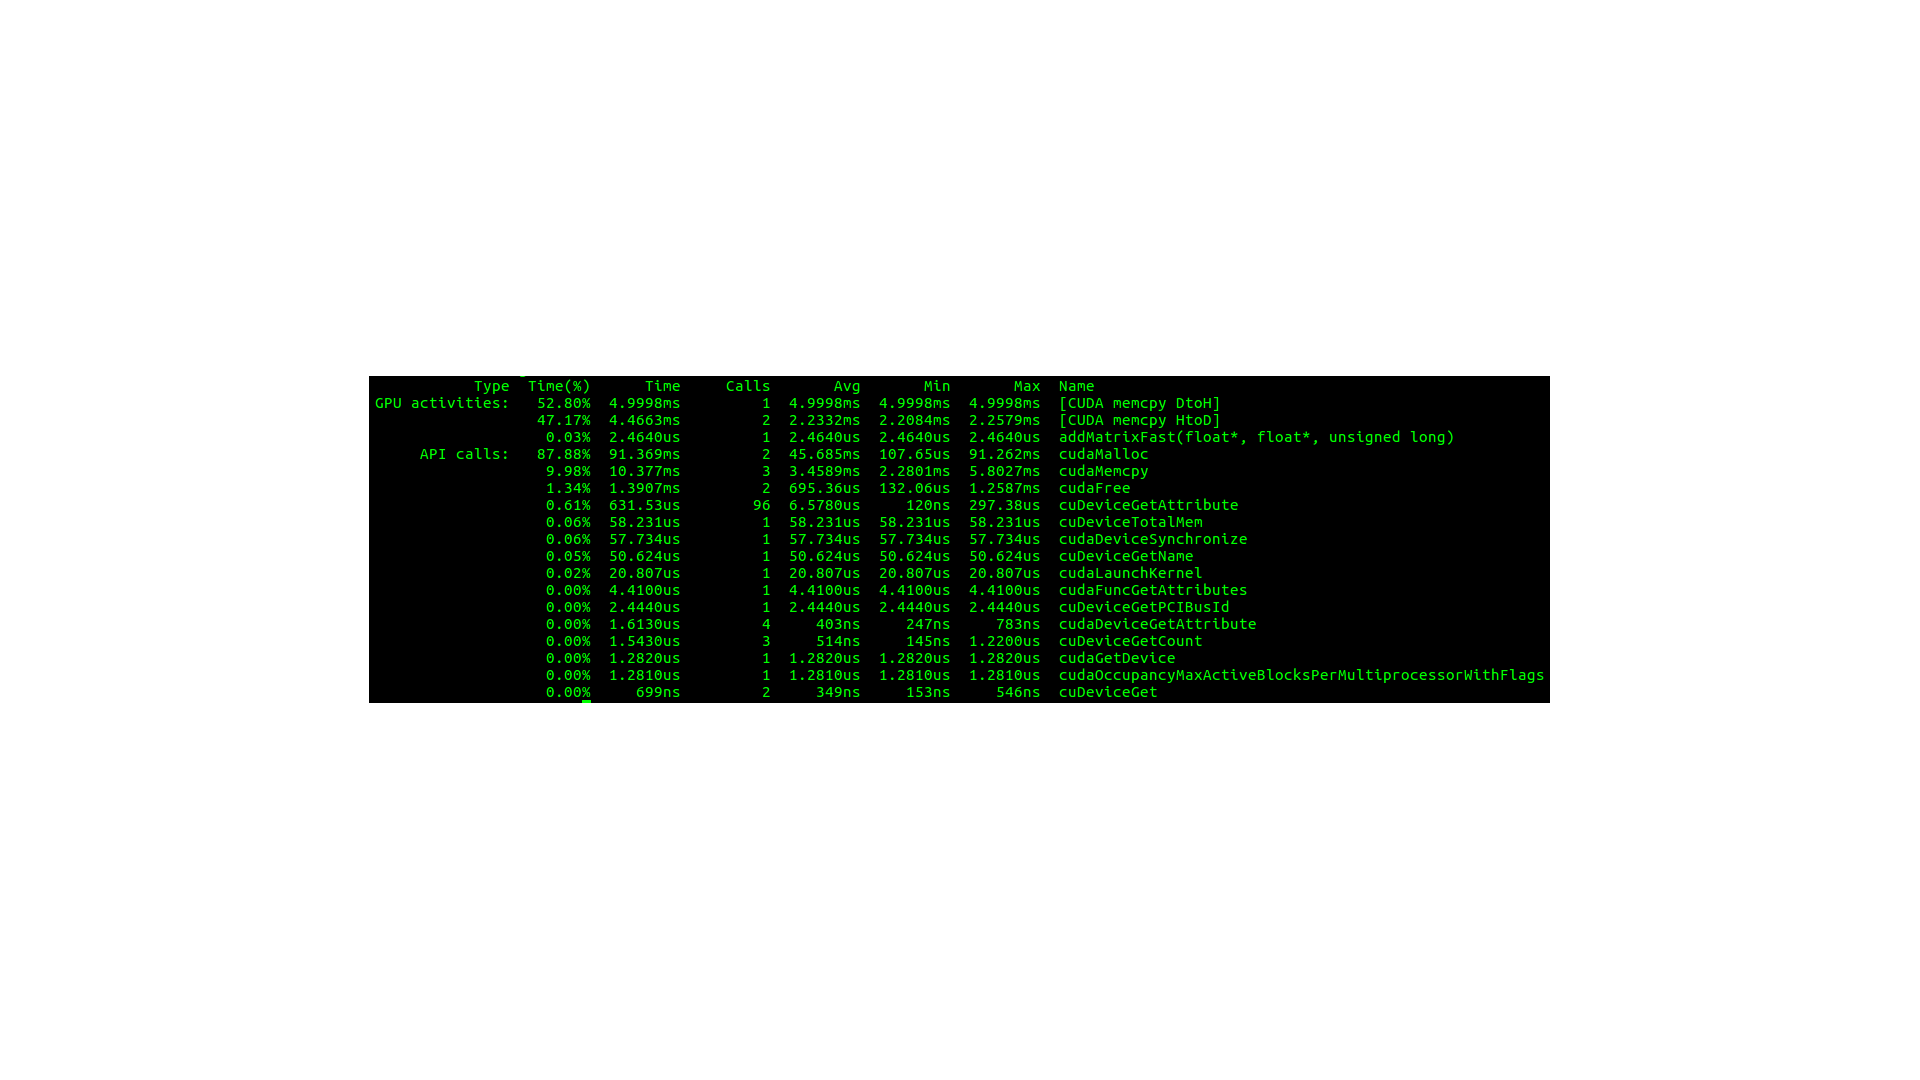 Type Time(%) Time Calls Avg Min Max Name
GPU activities: 52.80% 4.9998ms 1 4.9998ms 4.9998ms 4.9998ms [CUDA memcpy DtoH]
47.17% 4.4663ms 2 2.2332ms 2.2084ms 2.2579ms [CUDA memcpy HtoD]
0.03% 2.4640us 1 2.4640us 2.4640us 2.4640us addMatrixFast(float*, float*, unsigned long)
API calls: 87.88% 91.369ms 2 45.685ms 107.65us 91.262ms cudaMalloc
9.98% 10.377ms 3 3.4589ms 2.2801ms 5.8027ms cudaMemcpy
1.34% 1.3907ms 2 695.36us 132.06us 1.2587ms cudaFree
0.61% 631.53us 96 6.5780us 120ns 297.38us cuDeviceGetAttribute
0.06% 58.231us 1 58.231us 58.231us 58.231us cuDeviceTotalMem
0.06% 57.734us 1 57.734us 57.734us 57.734us cudaDeviceSynchronize
0.05% 50.624us 1 50.624us 50.624us 50.624us cuDeviceGetName
0.02% 20.807us 1 20.807us 20.807us 20.807us cudaLaunchKernel
0.00% 4.4100us 1 4.4100us 4.4100us 4.4100us cudaFuncGetAttributes
0.00% 2.4440us 1 2.4440us 2.4440us 2.4440us cuDeviceGetPCIBusId
0.00% 1.6130us 4 403ns 247ns 783ns cudaDeviceGetAttribute
0.00% 1.5430us 3 514ns 145ns 1.2200us cuDeviceGetCount
0.00% 1.2820us 1 1.2820us 1.2820us 1.2820us cudaGetDevice
0.00% 1.2810us 1 1.2810us 1.2810us 1.2810us cudaOccupancyMaxActiveBlocksPerMultiprocessorWithFlags
0.00% 699ns 2 349ns 153ns 546ns cuDeviceGet